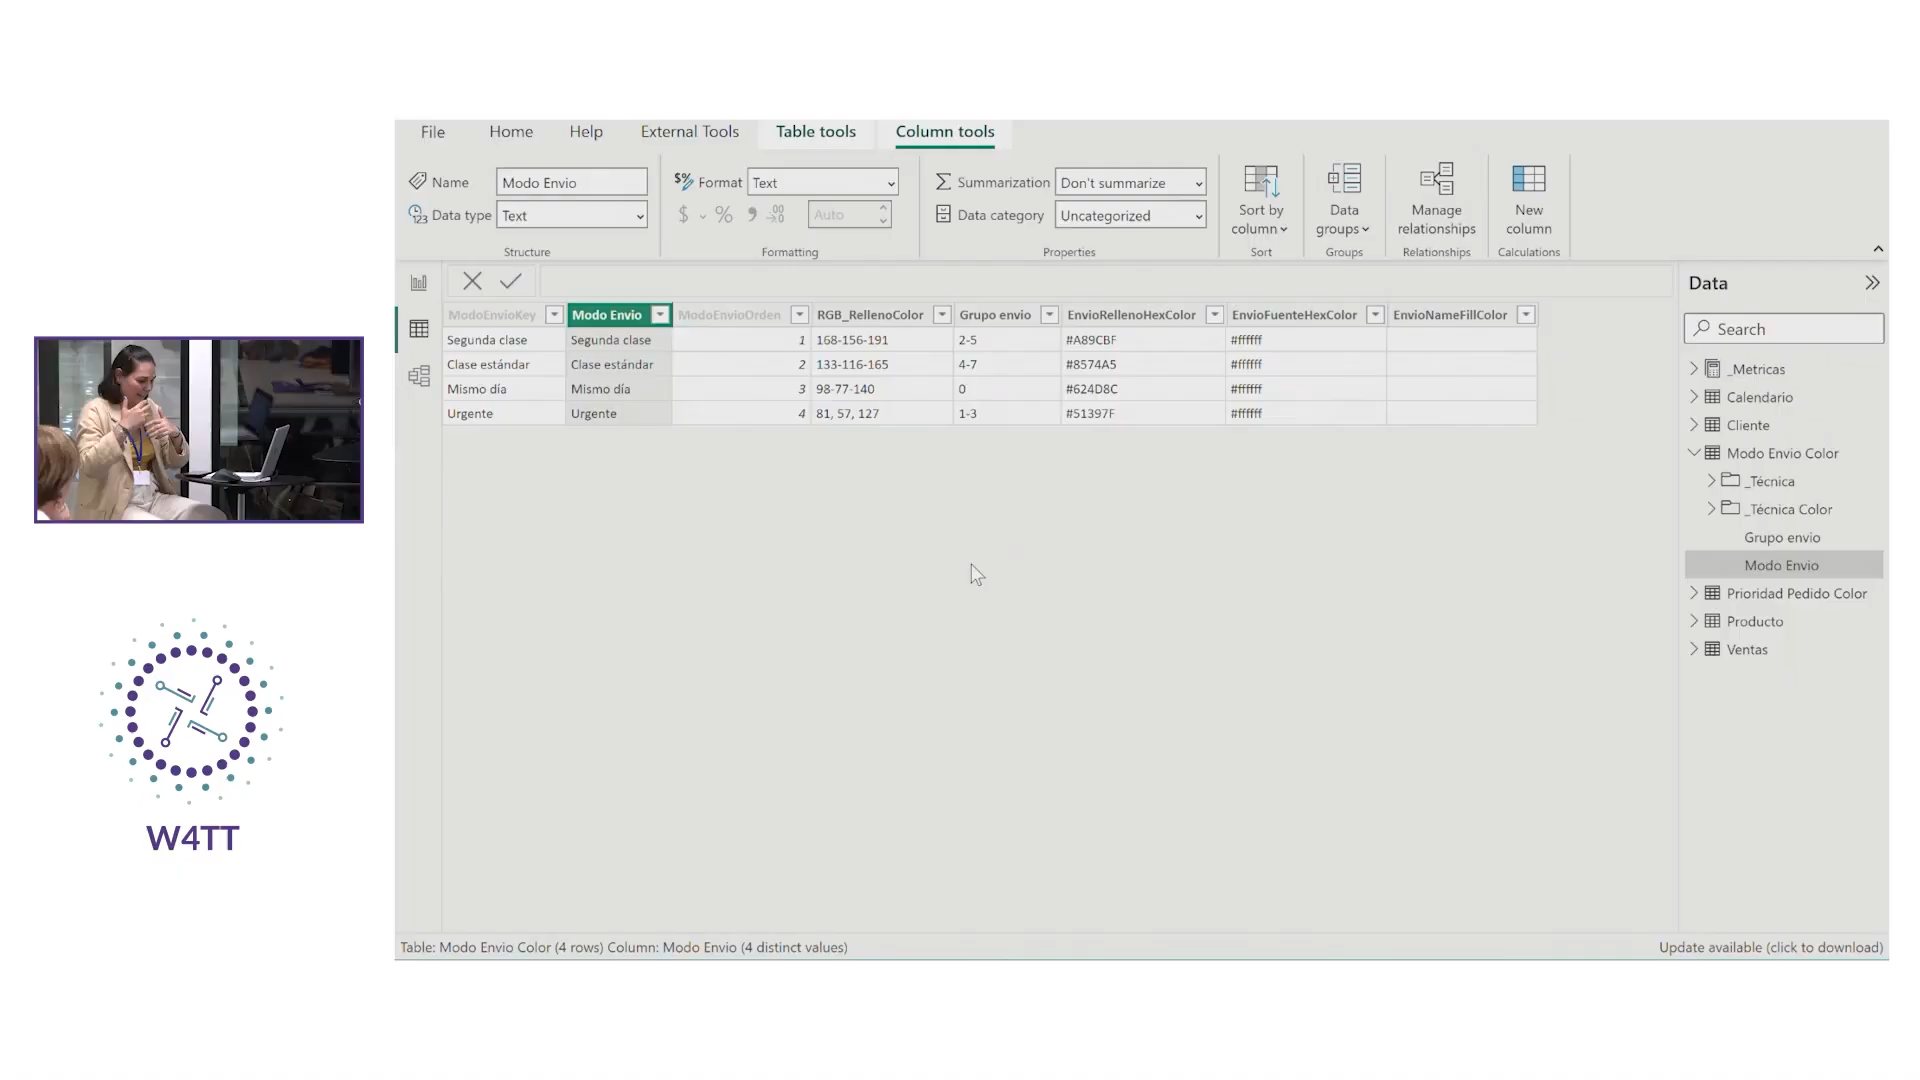 File Home Help External Tools Table tools Column tools
Name Modo Envio
Data type Text
Structure
Format Text
$ % Auto
Formatting
Summarization Don't summarize
Data category Uncategorized
Properties
Sort by
column
Sort
Data
groups
Groups
Manage
relationships
Relationships
New
column
Calculations
ModoEnvioKey Modo Envio ModoEnvioOrden RGB_RellenoColor Grupo envio EnvioRellenoHexColor EnvioFuenteHexColor EnvioNameFillColor
Segunda clase Segunda clase 1 168-156-191 2-5 #A89CBF #ffffff
Clase estándar Clase estándar 2 133-116-165 4-7 #8574A5 #ffffff
Mismo día Mismo día 3 98-77-140 0 #624D8C #ffffff
Urgente Urgente 4 81, 57, 127 1-3 #51397F #ffffff
Data
Search
_Metricas
Calendario
Cliente
Modo Envio Color
_Técnica
_Técnica Color
Grupo envio
Modo Envio
Prioridad Pedido Color
Producto
Ventas
W4TT
Table: Modo Envio Color (4 rows) Column: Modo Envio (4 distinct values)
Update available (click to download)